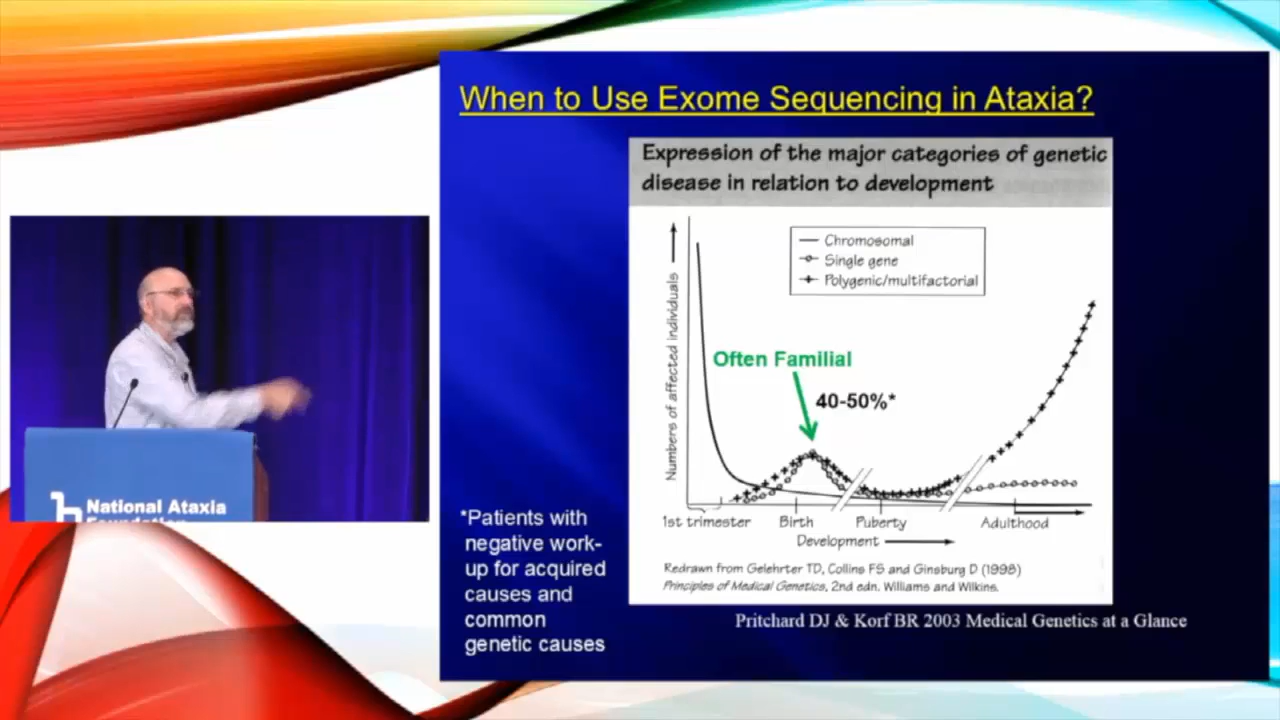 When to Use Exome Sequencing in Ataxia?
Expression of the major categories of genetic
disease in relation to development
Chromosomal
Single gene
Polygenic/multifactorial
Numbers of affected individuals
Often Familial
40-50%*
1st trimester
Birth
Puberty
Adulthood
Development
Redrawn from Gelehrter TD, Collins FS and Ginsburg D (1998)
Principles of Medical Genetics, 2nd edn. Williams and Wilkins.
Pritchard DJ & Korf BR 2003 Medical Genetics at a Glance
*Patients with
negative work-
up for acquired
causes and
common
genetic causes
National Ataxia
Foundation